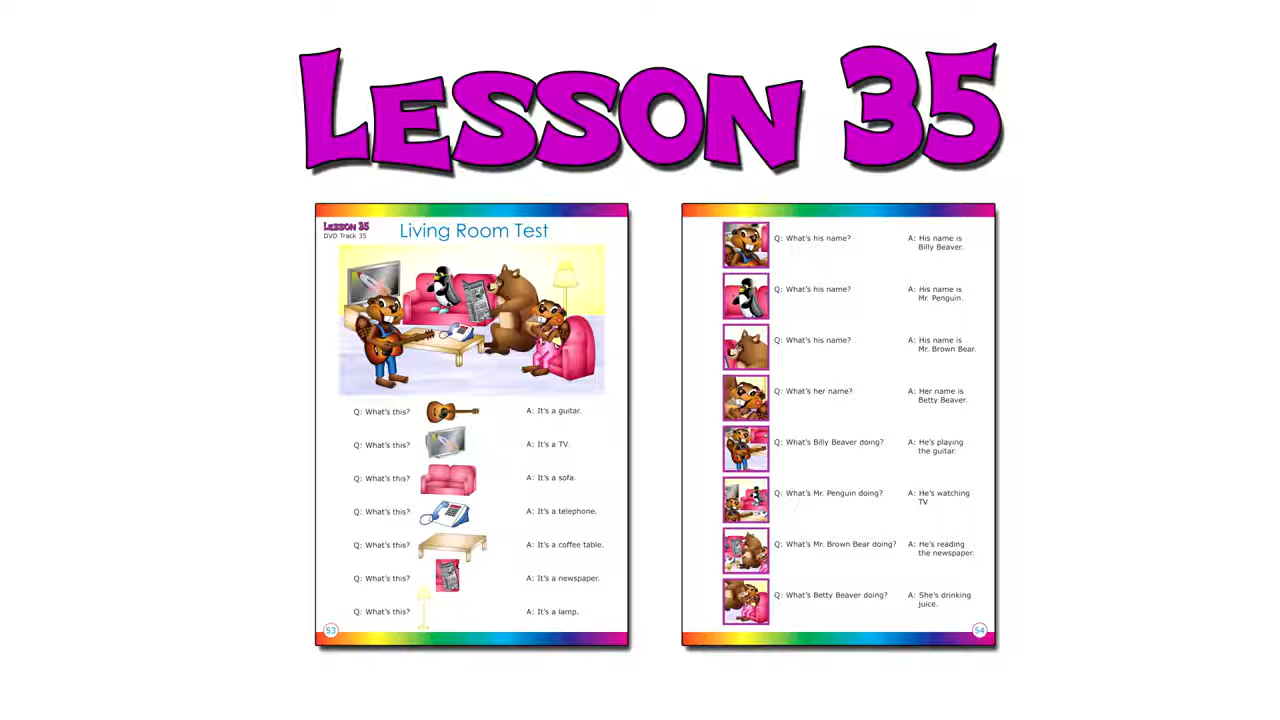 LESSON 35
LESSON 35
DVD Track 35
Living Room Test
Q: What's this? A: It's a guitar.
Q: What's this? A: It's a TV.
Q: What's this? A: It's a sofa.
Q: What's this? A: It's a telephone.
Q: What's this? A: It's a coffee table.
Q: What's this? A: It's a newspaper.
Q: What's this? A: It's a lamp.
53
Q: What's his name? A: His name is
Billy Beaver.
Q: What's his name? A: His name is
Mr. Penguin.
Q: What's his name? A: His name is
Mr. Brown Bear.
Q: What's her name? A: Her name is
Betty Beaver.
Q: What's Billy Beaver doing? A: He's playing
the guitar.
Q: What's Mr. Penguin doing? A: He's watching
TV
Q: What's Mr. Brown Bear doing? A: He's reading
the newspaper.
Q: What's Betty Beaver doing? A: She's drinking
juice.
54